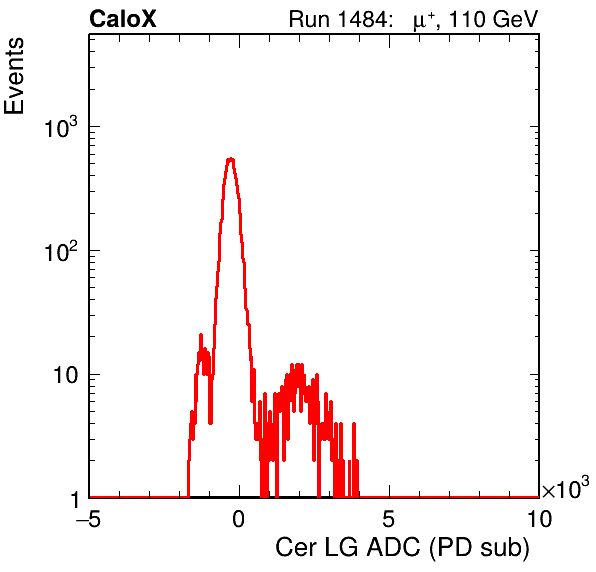 CaloX Run 1484: μ⁺, 110 GeV
Events
10³
10²
10
1
−5 0 5 10 ×10³
Cer LG ADC (PD sub)